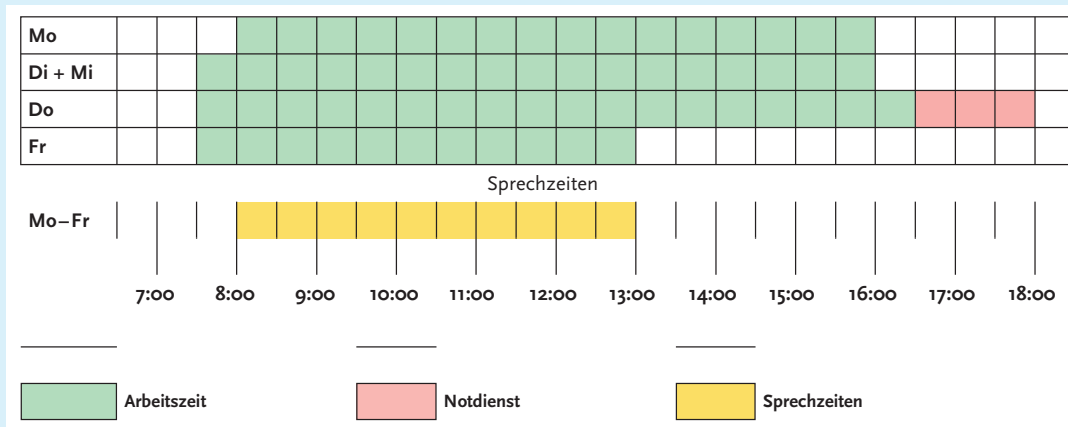 Mo
Di + Mi
Do
Fr
Sprechzeiten
Mo–Fr
7:00 8:00 9:00 10:00 11:00 12:00 13:00 14:00 15:00 16:00 17:00 18:00
Arbeitszeit Notdienst Sprechzeiten